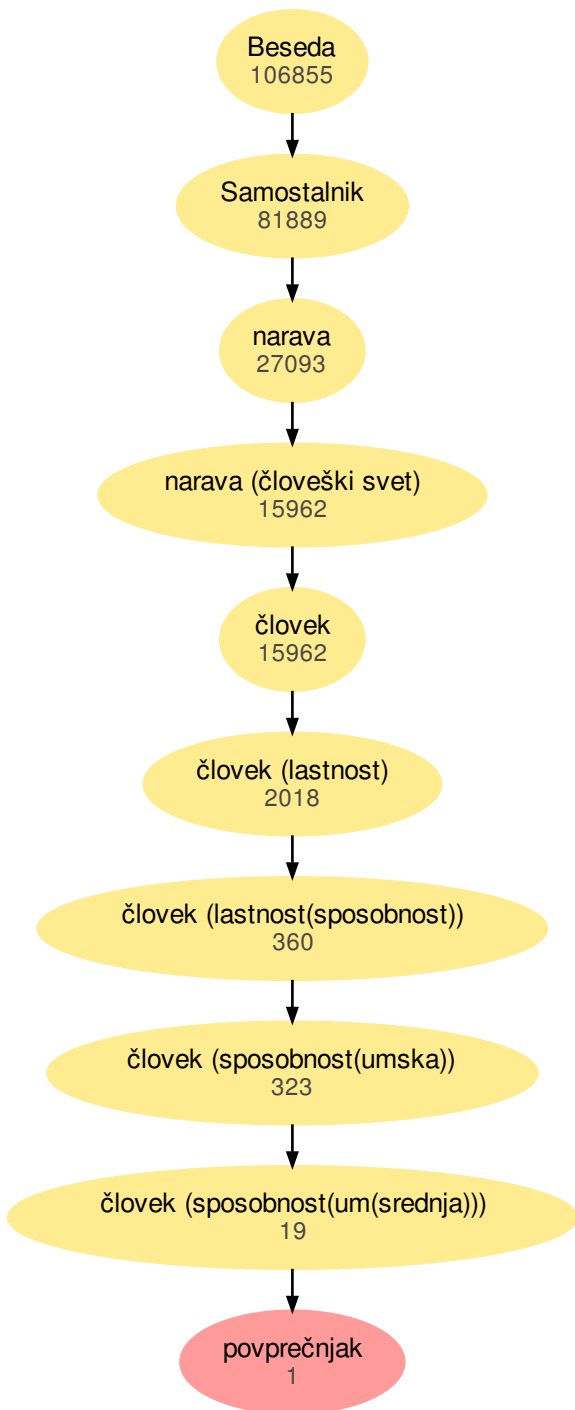 Beseda
106855
Samostalnik
81889
narava
27093
narava (človeški svet)
15962
človek
15962
človek (lastnost)
2018
človek (lastnost(sposobnost))
360
človek (sposobnost(umska))
323
človek (sposobnost(um(srednja)))
19
povprečnjak
1